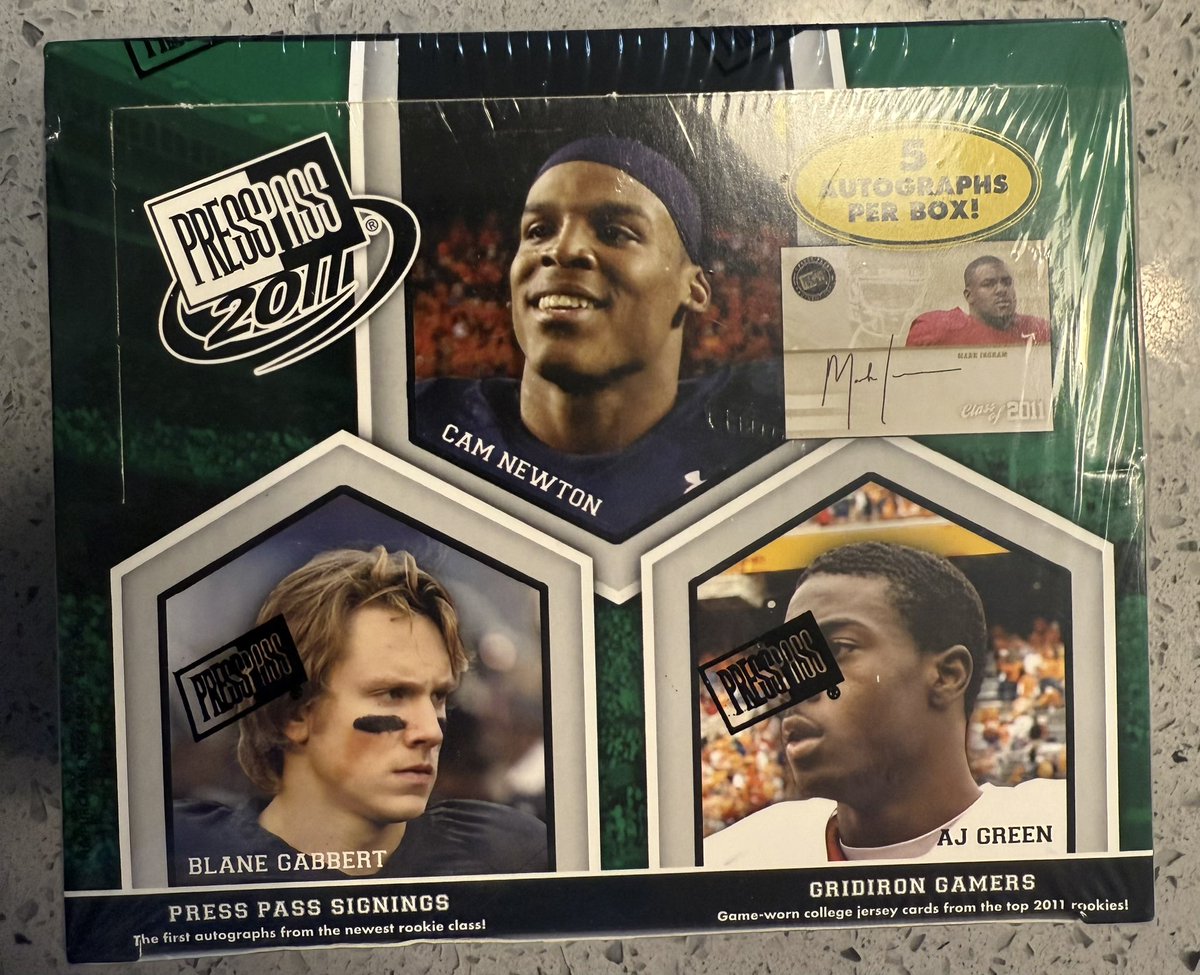 PRESS PASS ®
2011
5
AUTOGRAPHS
PER BOX!
MARK INGRAM
Class of 2011
CAM NEWTON
PRESS PASS
PRESS PASS ®
BLANE GABBERT
AJ GREEN
PRESS PASS SIGNINGS
The first autographs from the newest rookie class!
GRIDIRON GAMERS
Game-worn college jersey cards from the top 2011 rookies!